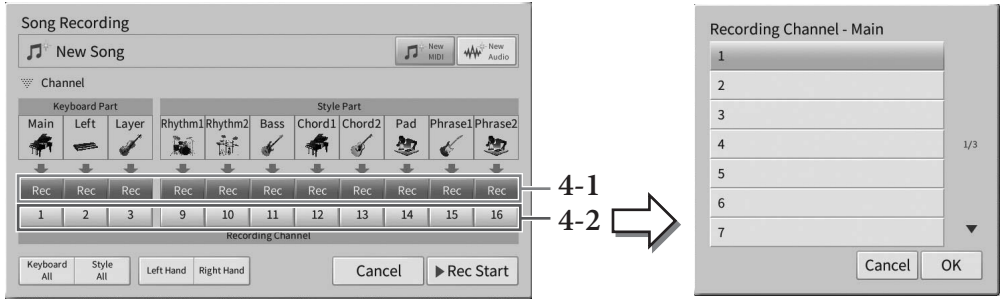 Song Recording
New Song
New MIDI
New Audio
Channel
Keyboard Part
Style Part
Main Left Layer Rhythm1 Rhythm2 Bass Chord1 Chord2 Pad Phrase1 Phrase2
Rec Rec Rec Rec Rec Rec Rec Rec Rec Rec Rec
4-1
1 2 3 9 10 11 12 13 14 15 16
4-2
Recording Channel
Keyboard All
Style All
Left Hand
Right Hand
Cancel
Rec Start
Recording Channel - Main
1
2
3
4
1/3
5
6
7
Cancel
OK